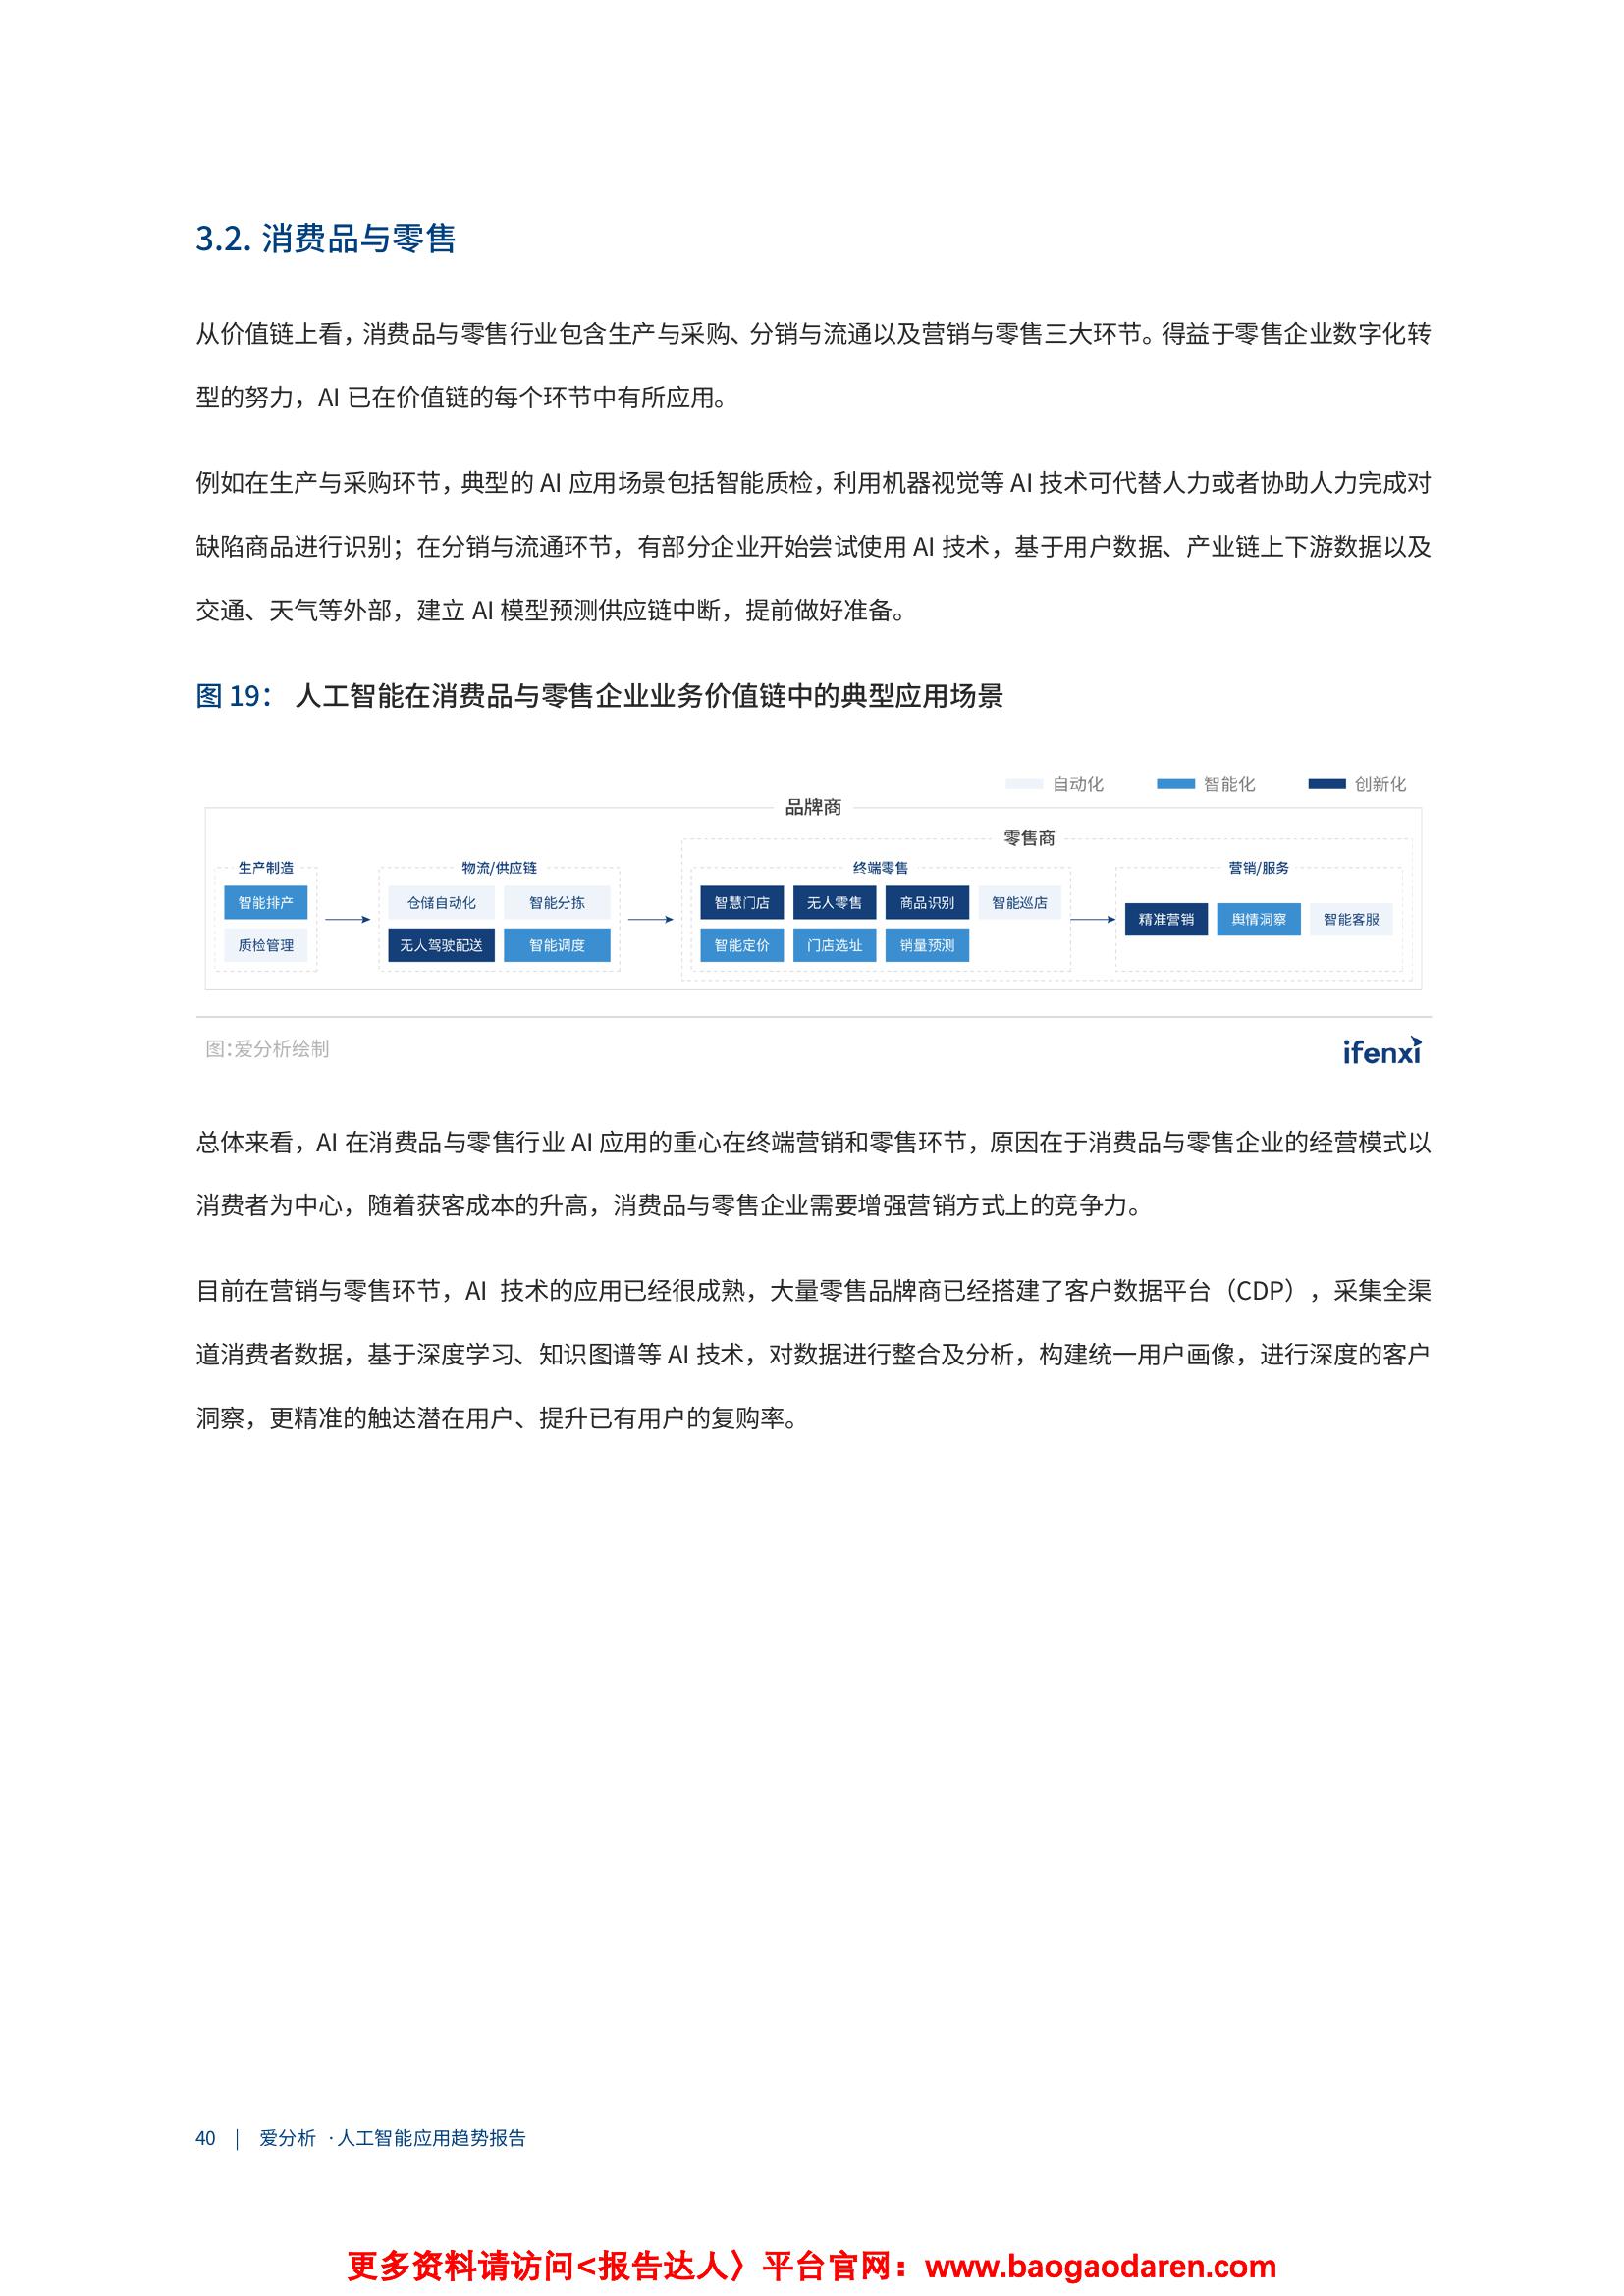 3.2. 消费品与零售
从价值链上看，消费品与零售行业包含生产与采购、分销与流通以及营销与零售三大环节。得益于零售企业数字化转
型的努力，AI 已在价值链的每个环节中有所应用。
例如在生产与采购环节，典型的 AI 应用场景包括智能质检，利用机器视觉等 AI 技术可代替人力或者协助人力完成对
缺陷商品进行识别；在分销与流通环节，有部分企业开始尝试使用 AI 技术，基于用户数据、产业链上下游数据以及
交通、天气等外部，建立 AI 模型预测供应链中断，提前做好准备。
图 19： 人工智能在消费品与零售企业业务价值链中的典型应用场景
自动化 智能化 创新化
品牌商
零售商
生产制造 物流/供应链 终端零售 营销/服务
智能排产 仓储自动化 智能分拣 智慧门店 无人零售 商品识别 智能巡店
精准营销 舆情洞察 智能客服
质检管理 无人驾驶配送 智能调度 智能定价 门店选址 销量预测
图：爱分析绘制
ifenxi
总体来看，AI 在消费品与零售行业 AI 应用的重心在终端营销和零售环节，原因在于消费品与零售企业的经营模式以
消费者为中心，随着获客成本的升高，消费品与零售企业需要增强营销方式上的竞争力。
目前在营销与零售环节，AI 技术的应用已经很成熟，大量零售品牌商已经搭建了客户数据平台（CDP），采集全渠
道消费者数据，基于深度学习、知识图谱等 AI 技术，对数据进行整合及分析，构建统一用户画像，进行深度的客户
洞察，更精准的触达潜在用户、提升已有用户的复购率。
40 | 爱分析 ·人工智能应用趋势报告
更多资料请访问<报告达人〉平台官网：www.baogaodaren.com